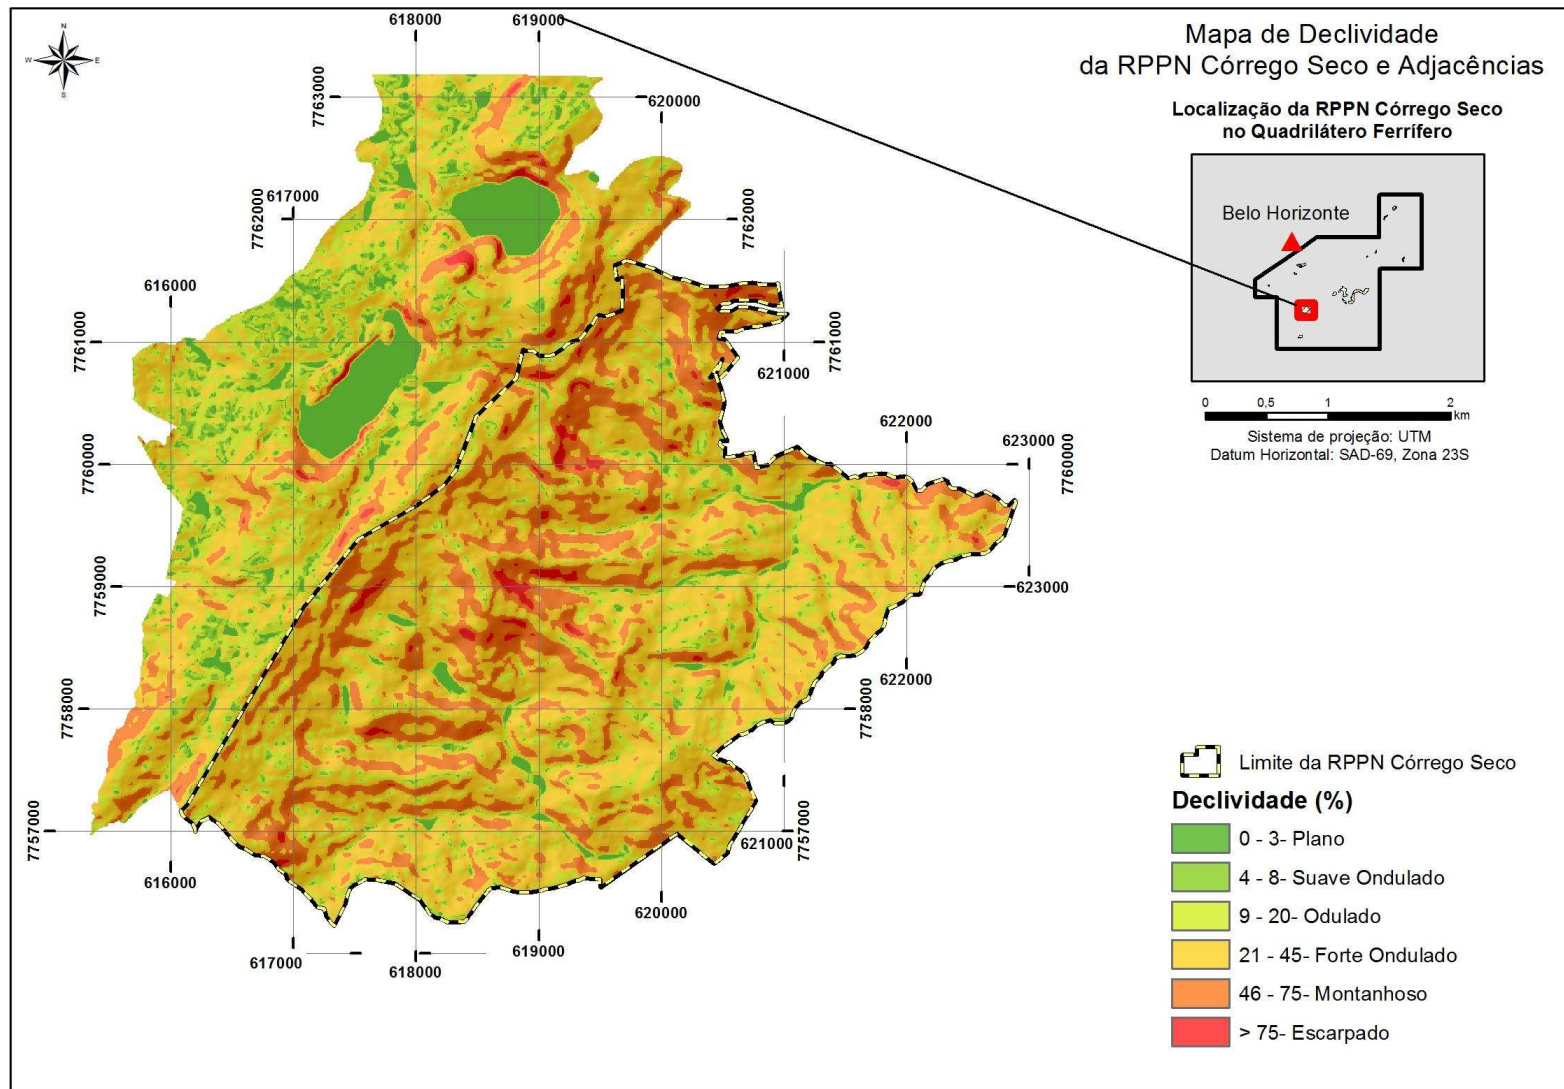 Mapa de Declividade
da RPPN Córrego Seco e Adjacências
Localização da RPPN Córrego Seco
no Quadrilátero Ferrífero
Belo Horizonte
0 0,5 1 2
km
Sistema de projeção: UTM
Datum Horizontal: SAD-69, Zona 23S
N
W E
S
618000
619000
7763000
620000
617000
7762000
7762000
616000
7761000
7761000
621000
622000
623000
7760000
7760000
7759000
623000
622000
7758000
7758000
7757000
621000
7757000
616000
620000
617000
618000
619000
Limite da RPPN Córrego Seco
Declividade (%)
0 - 3- Plano
4 - 8- Suave Ondulado
9 - 20- Odulado
21 - 45- Forte Ondulado
46 - 75- Montanhoso
> 75- Escarpado